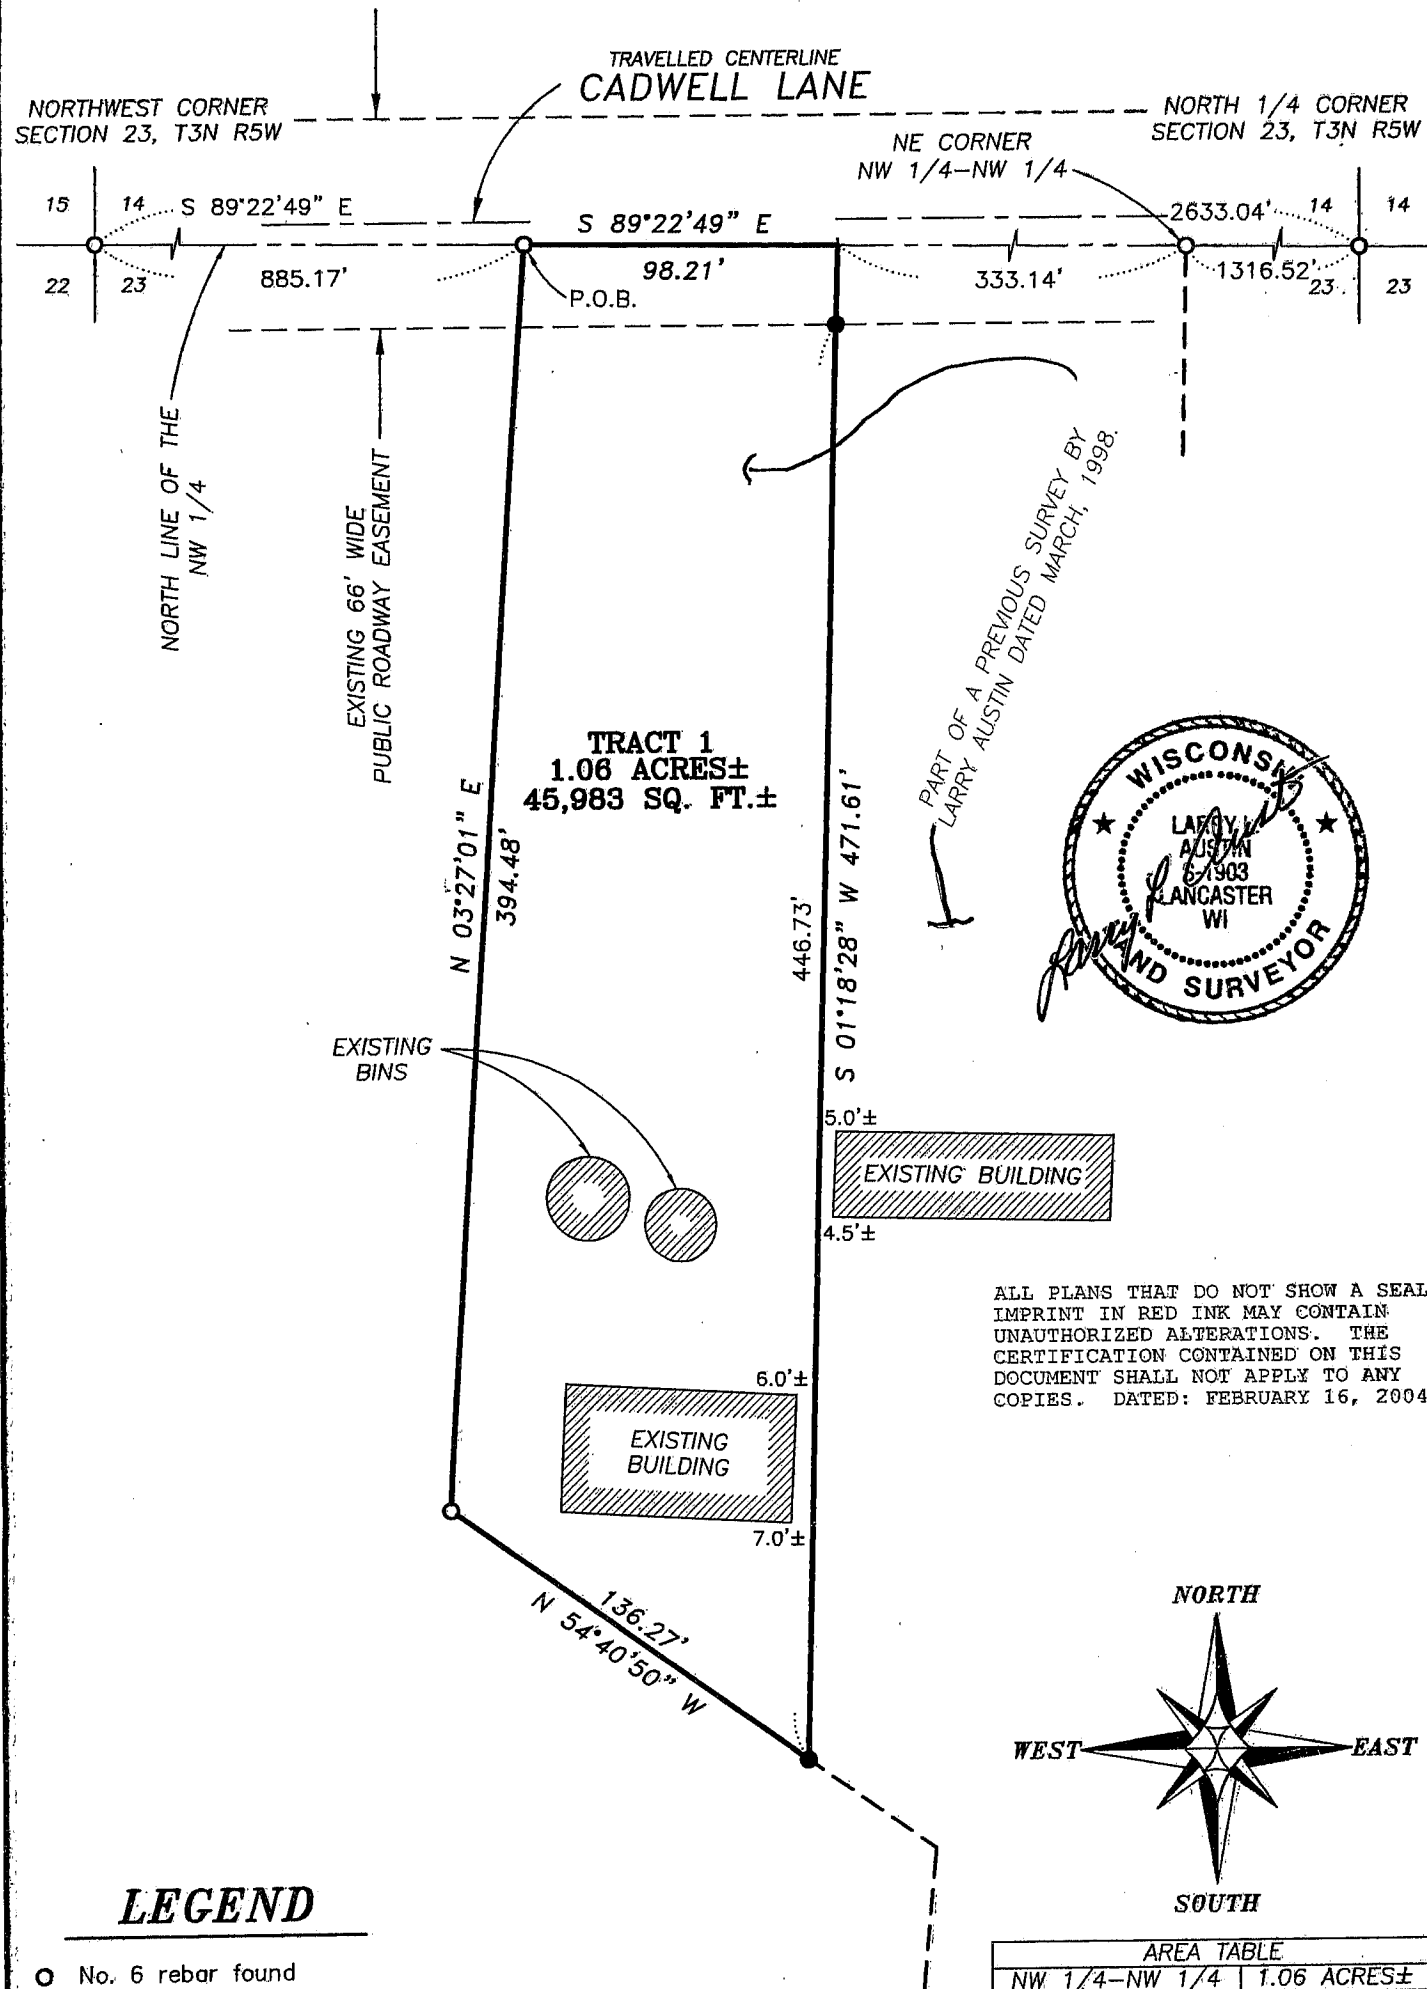 TRAVELLED CENTERLINE
CADWELL LANE
NORTHWEST CORNER
SECTION 23, T3N R5W
NORTH 1/4 CORNER
SECTION 23, T3N R5W
NE CORNER
NW 1/4-NW 1/4
15
14
S 89°22'49" E
S 89°22'49" E
2633.04'
14
14
22
23
885.17'
98.21'
333.14'
1316.52'
23
23
P.O.B.
NORTH LINE OF THE
NW 1/4
EXISTING 66' WIDE
PUBLIC ROADWAY EASEMENT
PART OF A PREVIOUS SURVEY BY
LARRY AUSTIN DATED MARCH, 1998.
TRACT 1
1.06 ACRES±
45,983 SQ. FT.±
N 03°27'01" E
394.48'
446.73'
S 01°18'28" W 471.61'
WISCONSIN
LARRY L.
AUSTIN
S-1903
LANCASTER
WI
LAND SURVEYOR
Larry L Austin
EXISTING
BINS
5.0'±
EXISTING BUILDING
4.5'±
ALL PLANS THAT DO NOT SHOW A SEAL
IMPRINT IN RED INK MAY CONTAIN
UNAUTHORIZED ALTERATIONS. THE
CERTIFICATION CONTAINED ON THIS
DOCUMENT SHALL NOT APPLY TO ANY
COPIES. DATED: FEBRUARY 16, 2004
6.0'±
EXISTING
BUILDING
7.0'±
136.27'
N 54°40'50" W
NORTH
WEST
EAST
SOUTH
LEGEND
No. 6 rebar found
AREA TABLE
NW 1/4-NW 1/4 | 1.06 ACRES±